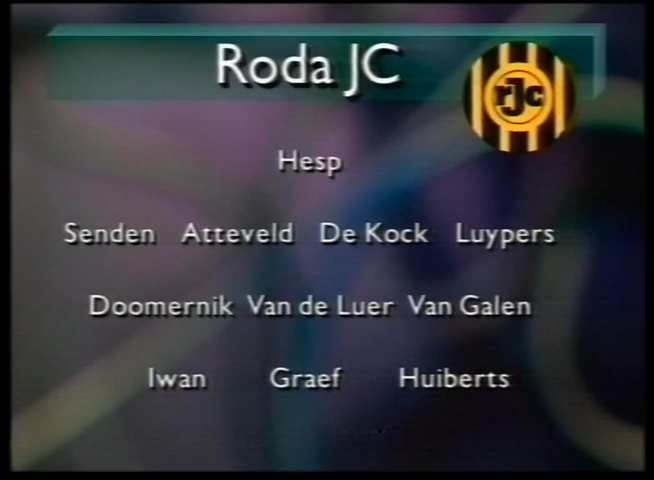 Roda JC
rJc
Hesp
Senden Atteveld De Kock Luypers
Doomernik Van de Luer Van Galen
Iwan Graef Huiberts